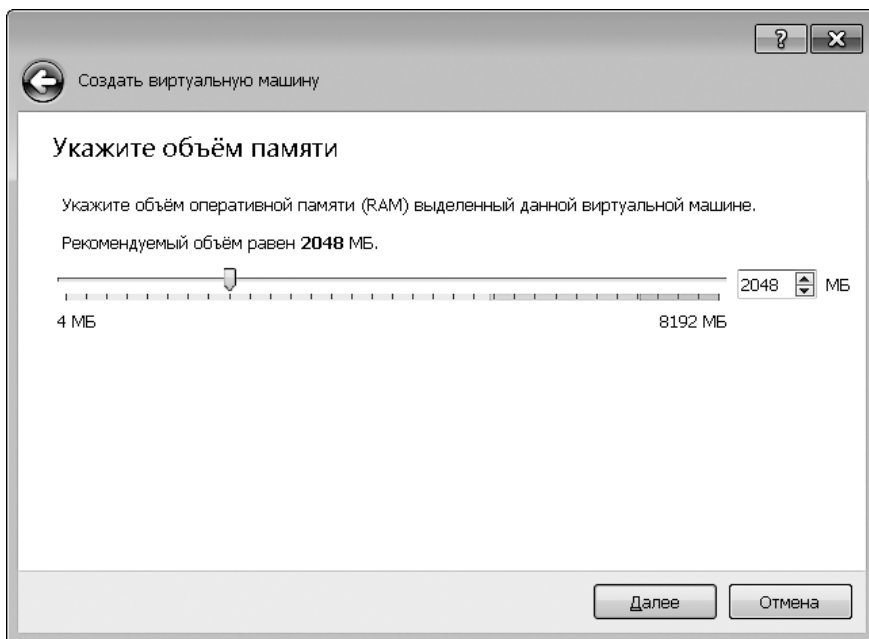 Создать виртуальную машину
Укажите объём памяти
Укажите объём оперативной памяти (RAM) выделенный данной виртуальной машине.
Рекомендуемый объём равен 2048 МБ.
2048 МБ
4 МБ 8192 МБ
Далее Отмена